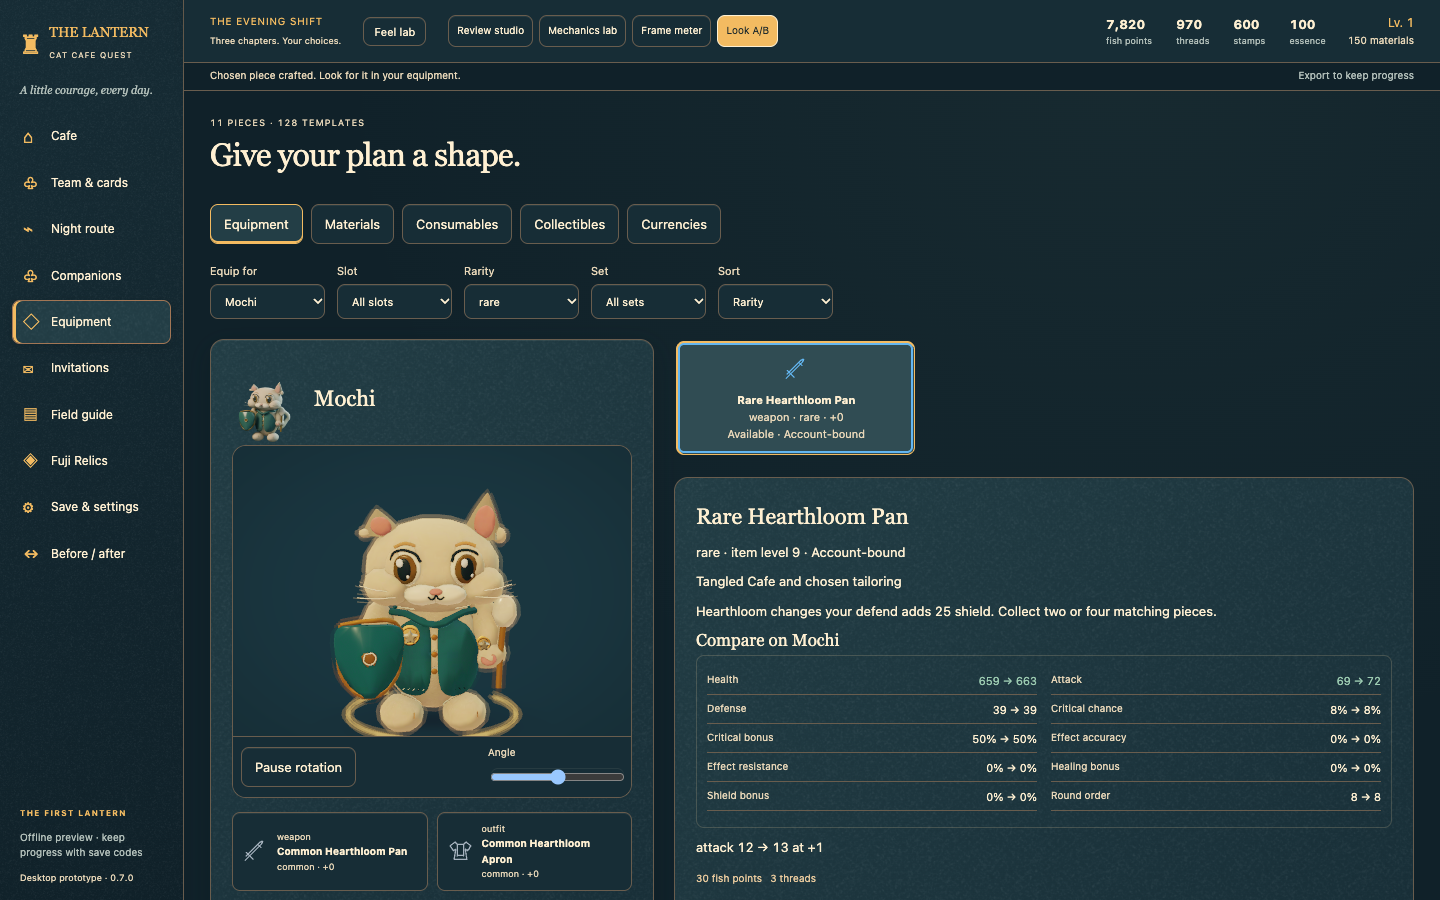 THE LANTERN
CAT CAFE QUEST
A little courage, every day.
Cafe
Team & cards
Night route
Companions
Equipment
Invitations
Field guide
Fuji Relics
Save & settings
Before / after
THE FIRST LANTERN
Offline preview · keep
progress with save codes
Desktop prototype · 0.7.0
THE EVENING SHIFT
Three chapters. Your choices.
Feel lab
Review studio
Mechanics lab
Frame meter
Look A/B
7,820
fish points
970
threads
600
stamps
100
essence
Lv. 1
150 materials
Chosen piece crafted. Look for it in your equipment.
Export to keep progress
11 PIECES · 128 TEMPLATES
Give your plan a shape.
Equipment
Materials
Consumables
Collectibles
Currencies
Equip for
Slot
Rarity
Set
Sort
Mochi
All slots
rare
All sets
Rarity
Mochi
Pause rotation
Angle
weapon
Common Hearthloom Pan
common · +0
outfit
Common Hearthloom
Apron
common · +0
Rare Hearthloom Pan
weapon · rare · +0
Available · Account-bound
Rare Hearthloom Pan
rare · item level 9 · Account-bound
Tangled Cafe and chosen tailoring
Hearthloom changes your defend adds 25 shield. Collect two or four matching pieces.
Compare on Mochi
Health 659 → 663
Attack 69 → 72
Defense 39 → 39
Critical chance 8% → 8%
Critical bonus 50% → 50%
Effect accuracy 0% → 0%
Effect resistance 0% → 0%
Healing bonus 0% → 0%
Shield bonus 0% → 0%
Round order 8 → 8
attack 12 → 13 at +1
30 fish points 3 threads